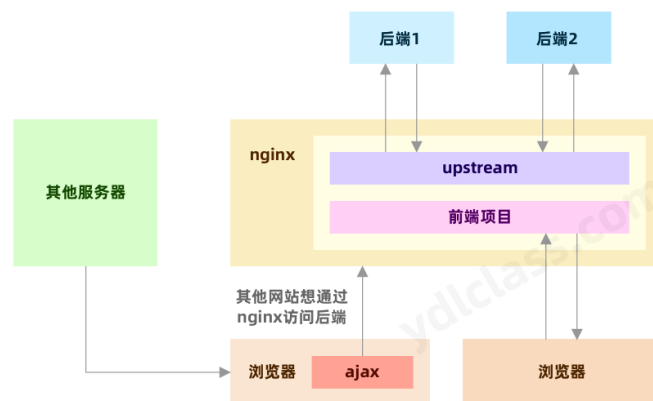 后端1
后端2
nginx
upstream
其他服务器
前端项目
其他网站想通过
nginx访问后端
浏览器
ajax
浏览器
ydlclass.com